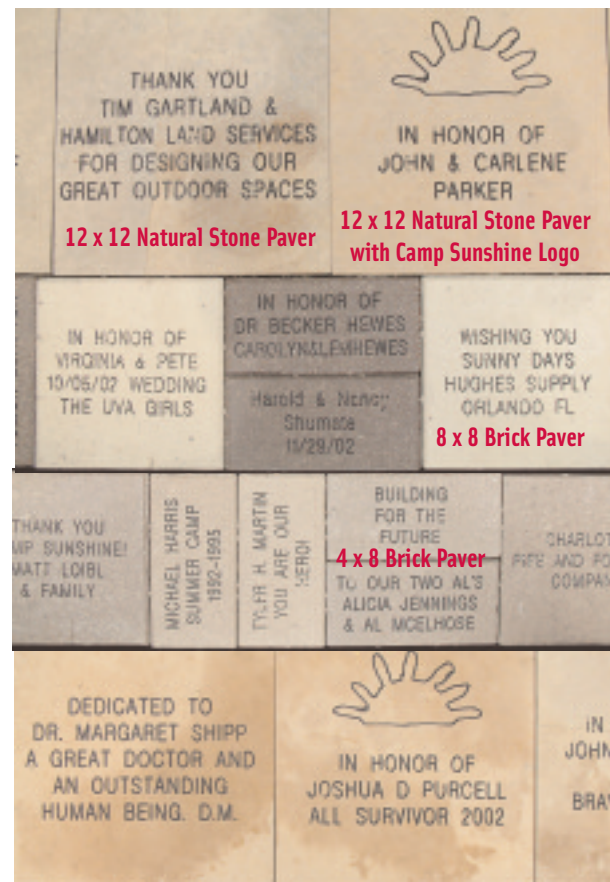 THANK YOU
TIM GARTLAND &
HAMILTON LAND SERVICES
FOR DESIGNING OUR
GREAT OUTDOOR SPACES
12 x 12 Natural Stone Paver
IN HONOR OF
JOHN & CARLENE
PARKER
12 x 12 Natural Stone Paver
with Camp Sunshine Logo
IN HONOR OF
VIRGINIA & PETE
10/05/02 WEDDING
THE UVA GIRLS
IN HONOR OF
DR BECKER HEWES
CAROLYN&LEMHEWES
Harold & Nancy
Shumate
11/29/02
WISHING YOU
SUNNY DAYS
HUGHES SUPPLY
ORLANDO FL
8 x 8 Brick Paver
THANK YOU
MP SUNSHINE!
MATT LOIBL
& FAMILY
MICHAEL HARRIS
SUMMER CAMP
1992-1995
TYLER H. MARTIN
YOU ARE OUR
HERO!
BUILDING
FOR THE
FUTURE
4 x 8 Brick Paver
TO OUR TWO AL'S
ALICIA JENNINGS
& AL MCELHOSE
CHARLOT
PIPE AND FO
COMPAN
DEDICATED TO
DR. MARGARET SHIPP
A GREAT DOCTOR AND
AN OUTSTANDING
HUMAN BEING. D.M.
IN HONOR OF
JOSHUA D PURCELL
ALL SURVIVOR 2002
IN
JOHN
BRA